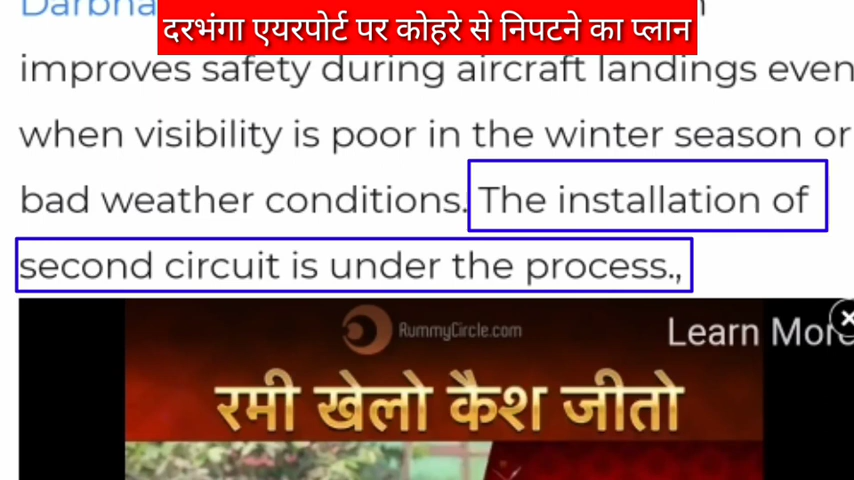 दरभंगा एयरपोर्ट पर कोहरे से निपटने का प्लान
improves safety during aircraft landings even
when visibility is poor in the winter season or
bad weather conditions. The installation of
second circuit is under the process.,
RummyCircle.com
Learn More
रमी खेलो कैश जीतो